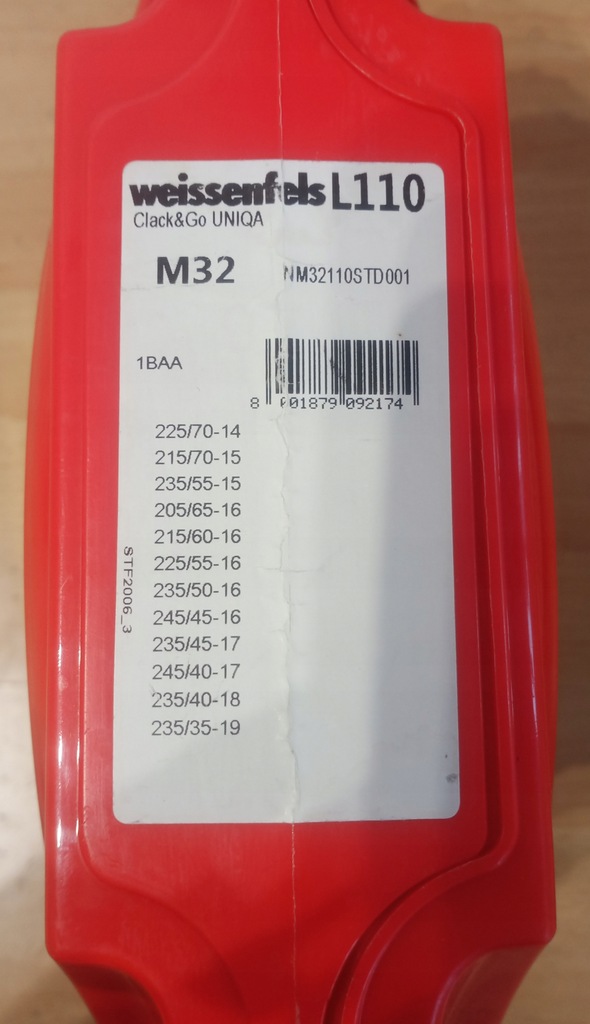 weissenfels L110
Clack&Go UNIQA
M32 NM32110STD001
1BAA
8 001879 092174
225/70-14
215/70-15
235/55-15
205/65-16
215/60-16
225/55-16
235/50-16
245/45-16
235/45-17
245/40-17
235/40-18
235/35-19
STF2006_3